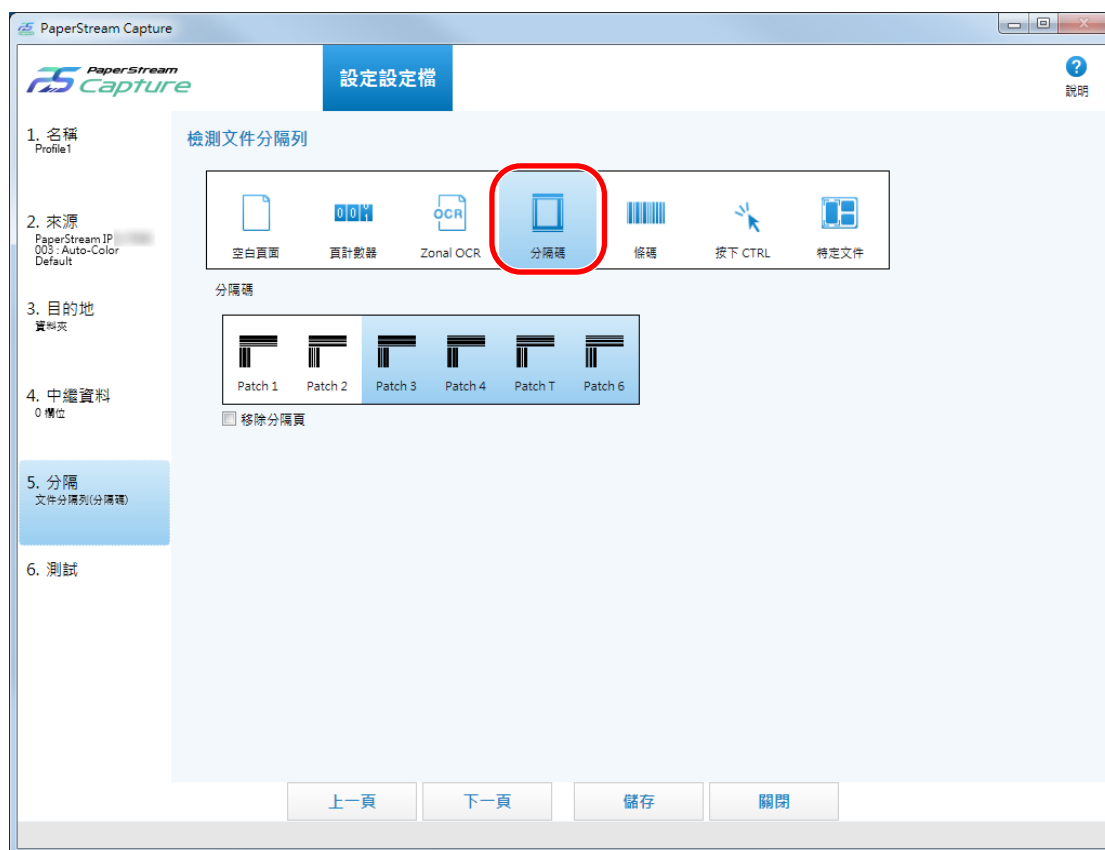 PaperStream Capture
PaperStream
Capture
設定設定檔
?
說明
1. 名稱
Profile1
2. 來源
PaperStream IP
003 : Auto-Color
Default
3. 目的地
資料夾
4. 中繼資料
0 欄位
5. 分隔
文件分隔列(分隔碼)
6. 測試
檢測文件分隔列
空白頁面
001
頁計數器
OCR
Zonal OCR
分隔碼
條碼
按下 CTRL
特定文件
分隔碼
Patch 1
Patch 2
Patch 3
Patch 4
Patch T
Patch 6
移除分隔頁
上一頁
下一頁
儲存
關閉